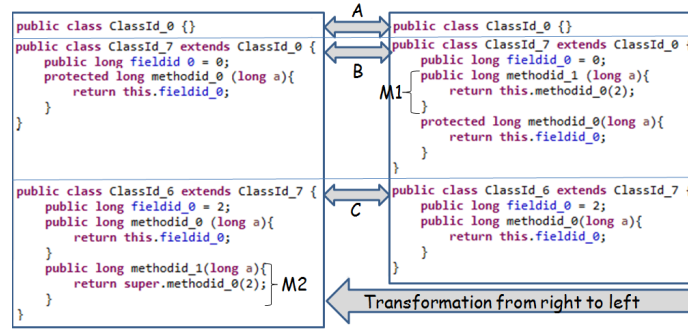 A
public class ClassId_0 {}
public class ClassId_7 extends ClassId_0 {
public long fieldid 0 = 0;
protected long methodid_0 (long a){
return this.fieldid_0;
}
}
public class ClassId_6 extends ClassId_7 {
public long fieldid_0 = 2;
public long methodid_0 (long a){
return this.fieldid_0;
}
public long methodid_1(long a){
return super.methodid_0(2);
}
}
M2
B
C
public class ClassId_0 {}
public class ClassId_7 extends ClassId_0 {
public long fieldid_0 = 0;
public long methodid_1 (long a){
return this.methodid_0(2);
}
M1
protected long methodid_0(long a){
return this.fieldid_0;
}
}
public class ClassId_6 extends ClassId_7 {
public long fieldid_0 = 2;
public long methodid_0(long a){
return this.fieldid_0;
}
}
Transformation from right to left